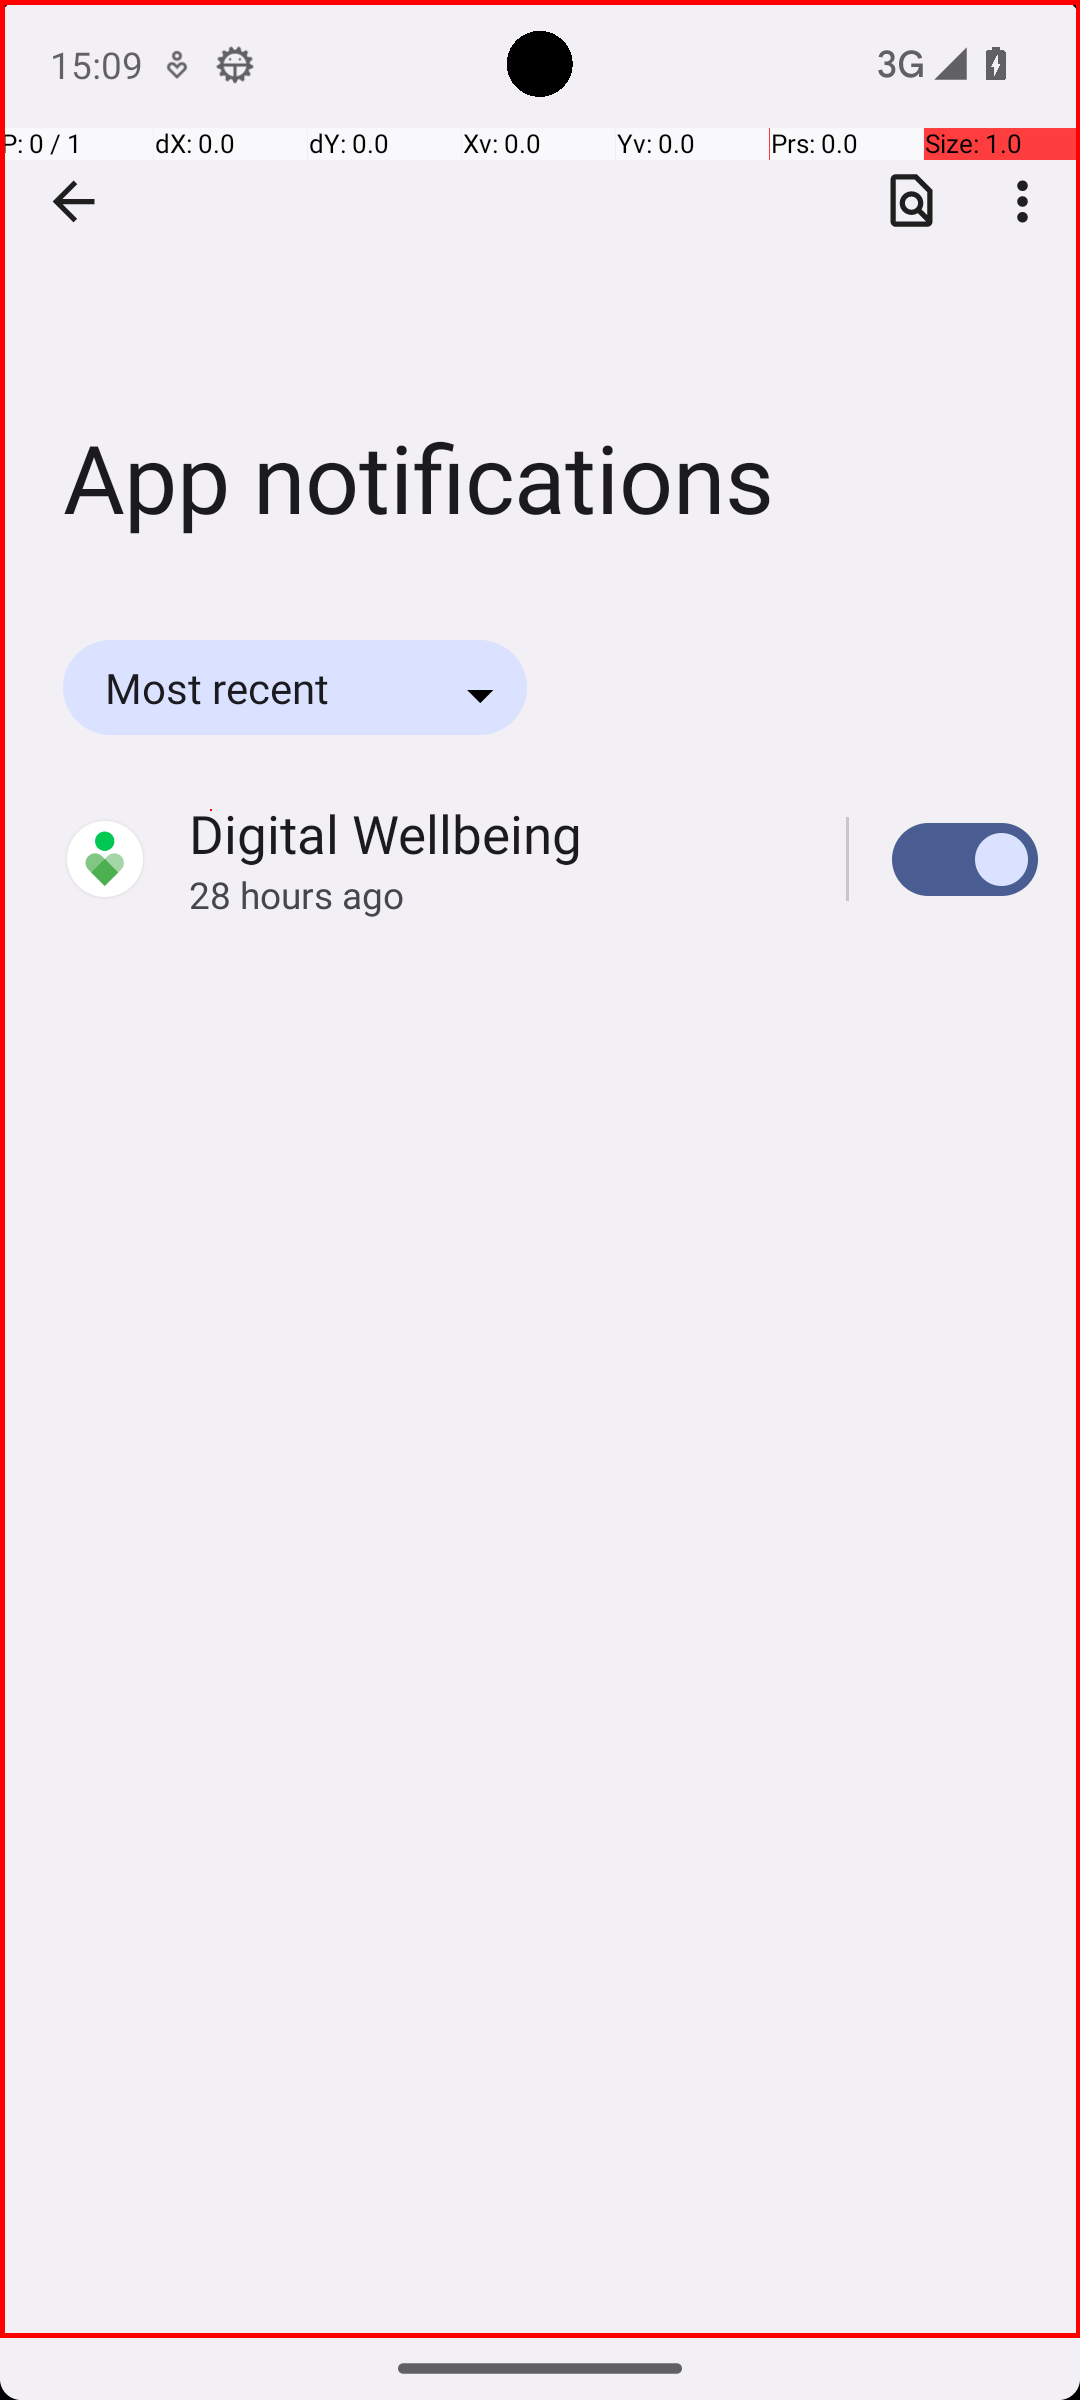 15:09
3G
P: 0 / 1
dX: 0.0
dY: 0.0
Xv: 0.0
Yv: 0.0
Prs: 0.0
Size: 1.0
App notifications
Most recent
Digital Wellbeing
28 hours ago